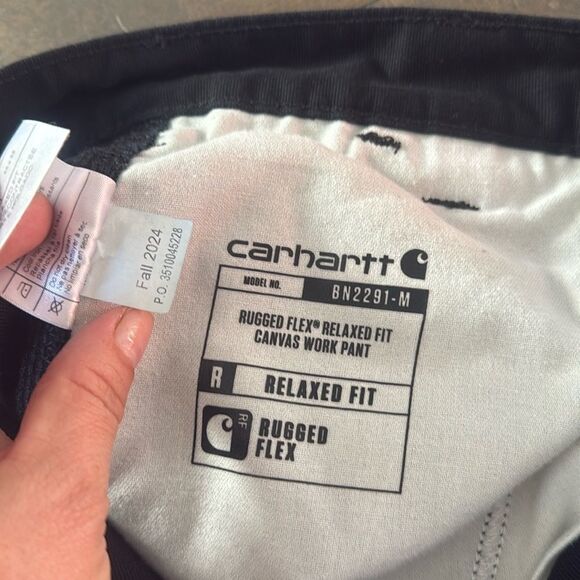 Fall 2024
P.O. 3510045228
carhartt
MODEL NO. BN2291-M
RUGGED FLEX® RELAXED FIT
CANVAS WORK PANT
R RELAXED FIT
RF
RUGGED
FLEX